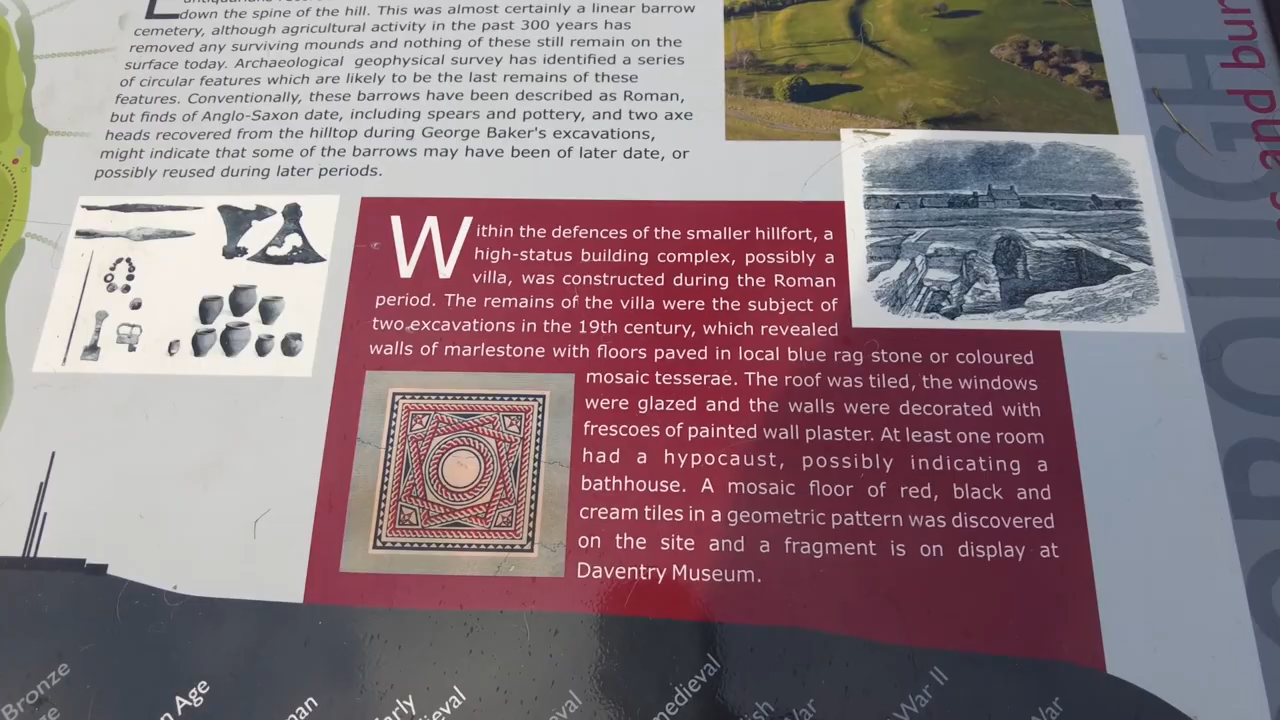 down the spine of the hill. This was almost certainly a linear barrow
cemetery, although agricultural activity in the past 300 years has
removed any surviving mounds and nothing of these still remain on the
surface today. Archaeological geophysical survey has identified a series
of circular features which are likely to be the last remains of these
features. Conventionally, these barrows have been described as Roman,
but finds of Anglo-Saxon date, including spears and pottery, and two axe
heads recovered from the hilltop during George Baker's excavations,
might indicate that some of the barrows may have been of later date, or
possibly reused during later periods.
Within the defences of the smaller hillfort, a
high-status building complex, possibly a
villa, was constructed during the Roman
period. The remains of the villa were the subject of
two excavations in the 19th century, which revealed
walls of marlestone with floors paved in local blue rag stone or coloured
mosaic tesserae. The roof was tiled, the windows
were glazed and the walls were decorated with
frescoes of painted wall plaster. At least one room
had a hypocaust, possibly indicating a
bathhouse. A mosaic floor of red, black and
cream tiles in a geometric pattern was discovered
on the site and a fragment is on display at
Daventry Museum.
Bronze
Age
War II
War